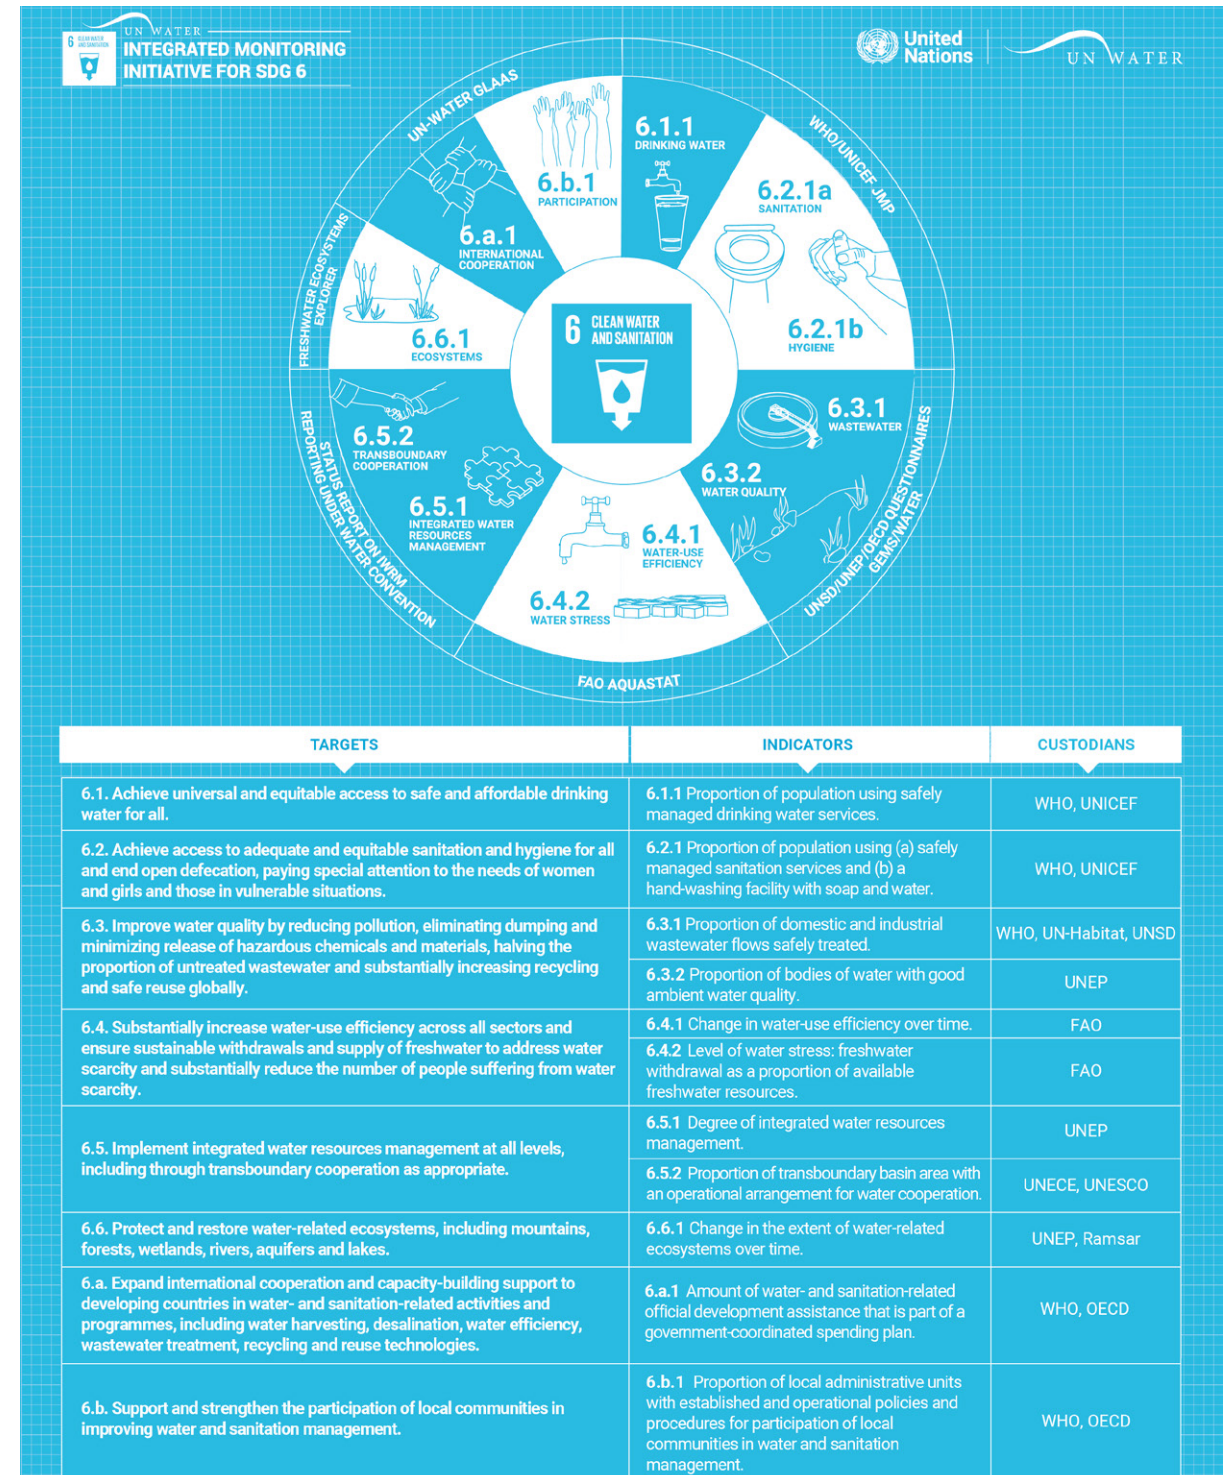 UN WATER
6 CLEAN WATER
AND SANITATION
INTEGRATED MONITORING
INITIATIVE FOR SDG 6
United
Nations
UN WATER
UN-WATER GLAAS
WHO/UNICEF JMP
6.b.1
PARTICIPATION
6.1.1
DRINKING WATER
6.2.1a
SANITATION
6.a.1
INTERNATIONAL
COOPERATION
FRESHWATER ECOSYSTEMS
EXPLORER
6.6.1
ECOSYSTEMS
6 CLEAN WATER
AND SANITATION
6.2.1b
HYGIENE
6.5.2
TRANSBOUNDARY
COOPERATION
6.3.1
WASTEWATER
6.3.2
WATER QUALITY
6.5.1
INTEGRATED WATER
RESOURCES
MANAGEMENT
6.4.1
WATER-USE
EFFICIENCY
6.4.2
WATER STRESS
STATUS REPORT ON IWRM
REPORTING UNDER WATER CONVENTION
UNSD/UNEP/OECD QUESTIONNAIRES
GEMS/WATER
FAO AQUASTAT
TARGETS
INDICATORS
CUSTODIANS
6.1. Achieve universal and equitable access to safe and affordable drinking
water for all.
6.1.1 Proportion of population using safely
managed drinking water services.
WHO, UNICEF
6.2. Achieve access to adequate and equitable sanitation and hygiene for all
and end open defecation, paying special attention to the needs of women
and girls and those in vulnerable situations.
6.2.1 Proportion of population using (a) safely
managed sanitation services and (b) a
hand-washing facility with soap and water.
WHO, UNICEF
6.3. Improve water quality by reducing pollution, eliminating dumping and
minimizing release of hazardous chemicals and materials, halving the
proportion of untreated wastewater and substantially increasing recycling
and safe reuse globally.
6.3.1 Proportion of domestic and industrial
wastewater flows safely treated.
WHO, UN-Habitat, UNSD
6.3.2 Proportion of bodies of water with good
ambient water quality.
UNEP
6.4. Substantially increase water-use efficiency across all sectors and
ensure sustainable withdrawals and supply of freshwater to address water
scarcity and substantially reduce the number of people suffering from water
scarcity.
6.4.1 Change in water-use efficiency over time.
FAO
6.4.2 Level of water stress: freshwater
withdrawal as a proportion of available
freshwater resources.
FAO
6.5. Implement integrated water resources management at all levels,
including through transboundary cooperation as appropriate.
6.5.1 Degree of integrated water resources
management.
UNEP
6.5.2 Proportion of transboundary basin area with
an operational arrangement for water cooperation.
UNECE, UNESCO
6.6. Protect and restore water-related ecosystems, including mountains,
forests, wetlands, rivers, aquifers and lakes.
6.6.1 Change in the extent of water-related
ecosystems over time.
UNEP, Ramsar
6.a. Expand international cooperation and capacity-building support to
developing countries in water- and sanitation-related activities and
programmes, including water harvesting, desalination, water efficiency,
wastewater treatment, recycling and reuse technologies.
6.a.1 Amount of water- and sanitation-related
official development assistance that is part of a
government-coordinated spending plan.
WHO, OECD
6.b. Support and strengthen the participation of local communities in
improving water and sanitation management.
6.b.1 Proportion of local administrative units
with established and operational policies and
procedures for participation of local
communities in water and sanitation
management.
WHO, OECD